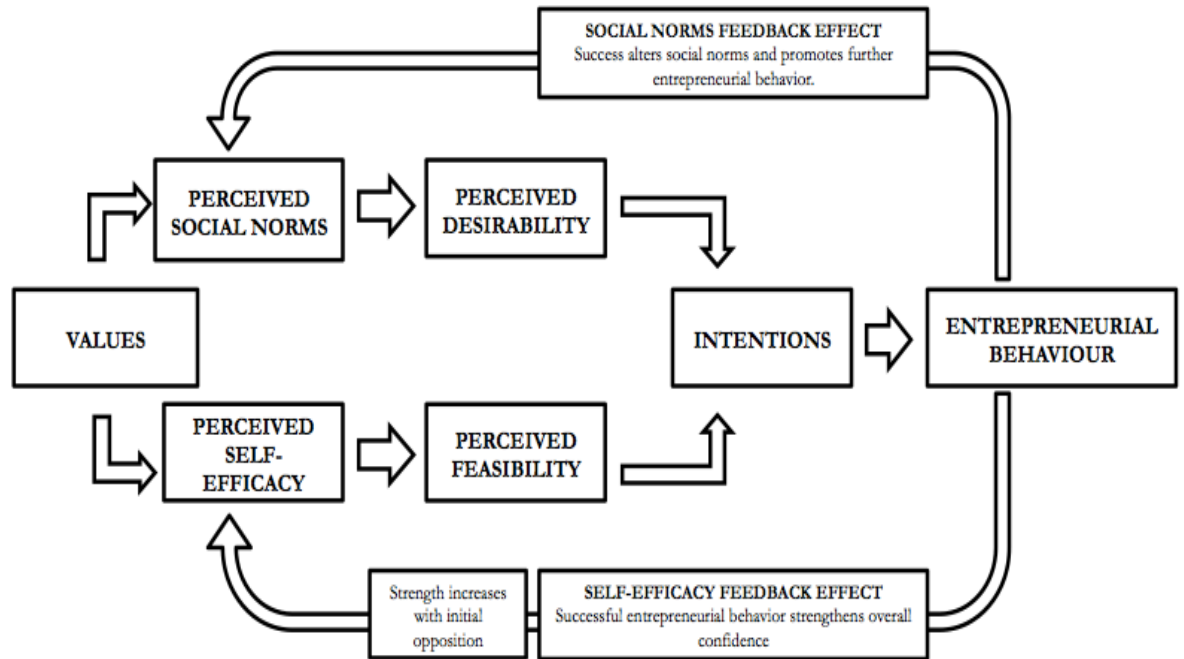 SOCIAL NORMS FEEDBACK EFFECT
Success alters social norms and promotes further
entrepreneurial behavior.
PERCEIVED
SOCIAL NORMS
PERCEIVED
DESIRABILITY
VALUES
INTENTIONS
ENTREPRENEURIAL
BEHAVIOUR
PERCEIVED
SELF-
EFFICACY
PERCEIVED
FEASIBILITY
Strength increases
with initial
opposition
SELF-EFFICACY FEEDBACK EFFECT
Successful entrepreneurial behavior strengthens overall
confidence